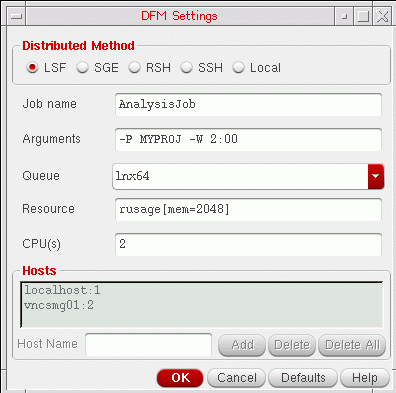 DFM Settings
Distributed Method
LSF SGE RSH SSH Local
Job name AnalysisJob
Arguments -P MYPROJ -W 2:00
Queue lnx64
Resource rusage[mem=2048]
CPU(s) 2
Hosts
localhost:1
vncsmg01:2
Host Name Add Delete Delete All
OK Cancel Defaults Help